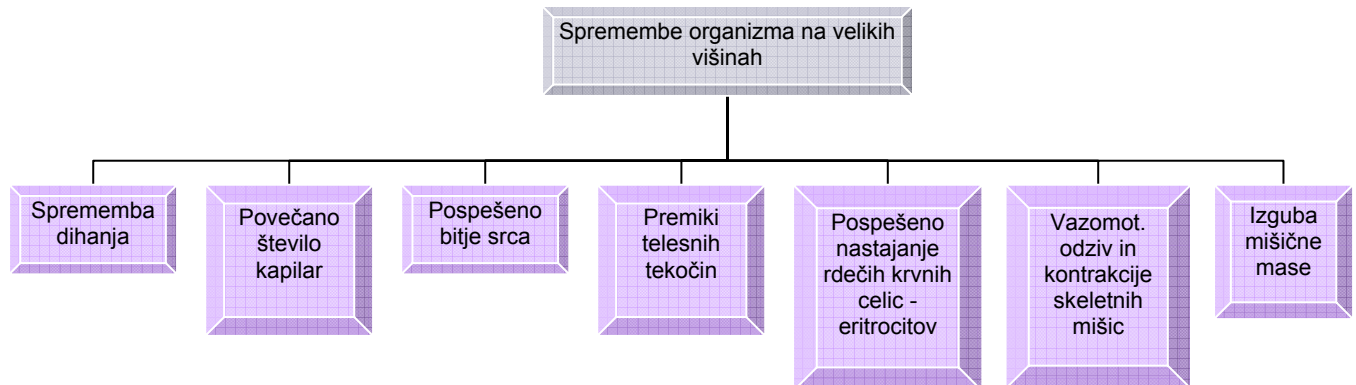 Spremembe organizma na velikih
višinah
Sprememba
dihanja
Povečano
število
kapilar
Pospešeno
bitje srca
Premiki
telesnih
tekočin
Pospešeno
nastajanje
rdečih krvnih
celic -
eritrocitov
Vazomot.
odziv in
kontrakcije
skeletnih
mišic
Izguba
mišične
mase